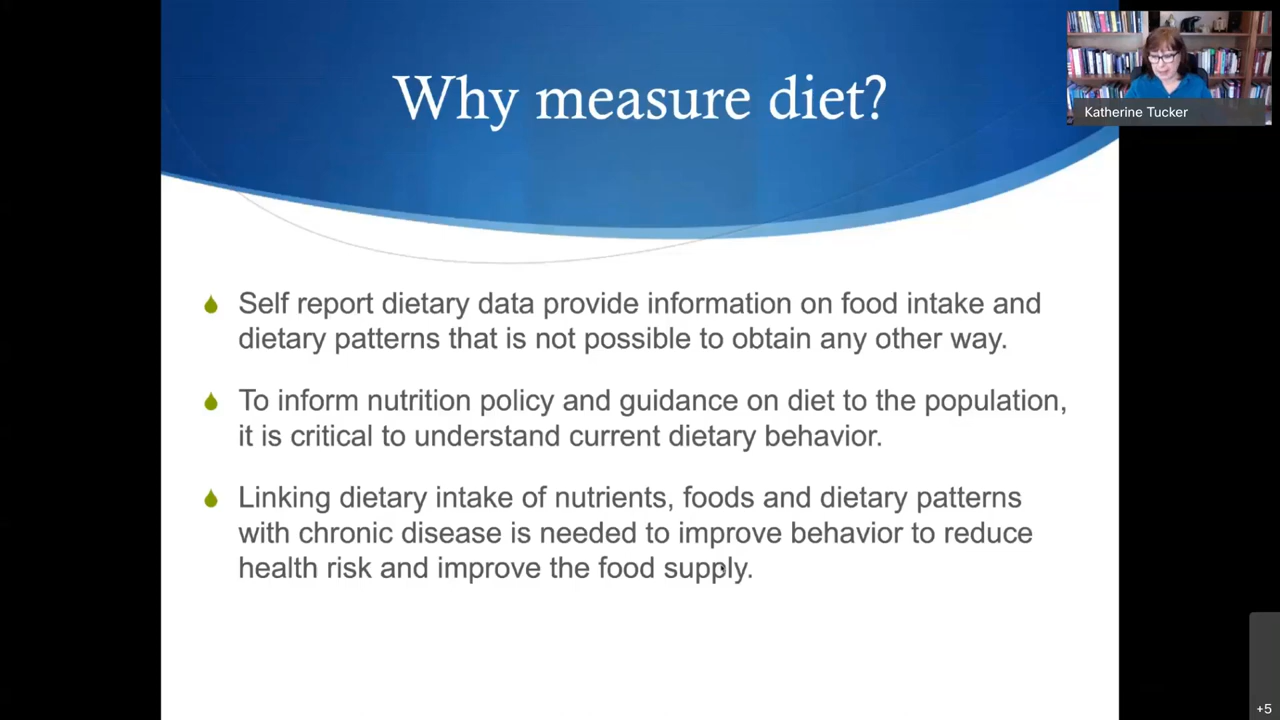 Why measure diet?
Katherine Tucker
Self report dietary data provide information on food intake and
dietary patterns that is not possible to obtain any other way.
To inform nutrition policy and guidance on diet to the population,
it is critical to understand current dietary behavior.
Linking dietary intake of nutrients, foods and dietary patterns
with chronic disease is needed to improve behavior to reduce
health risk and improve the food supply.
+5